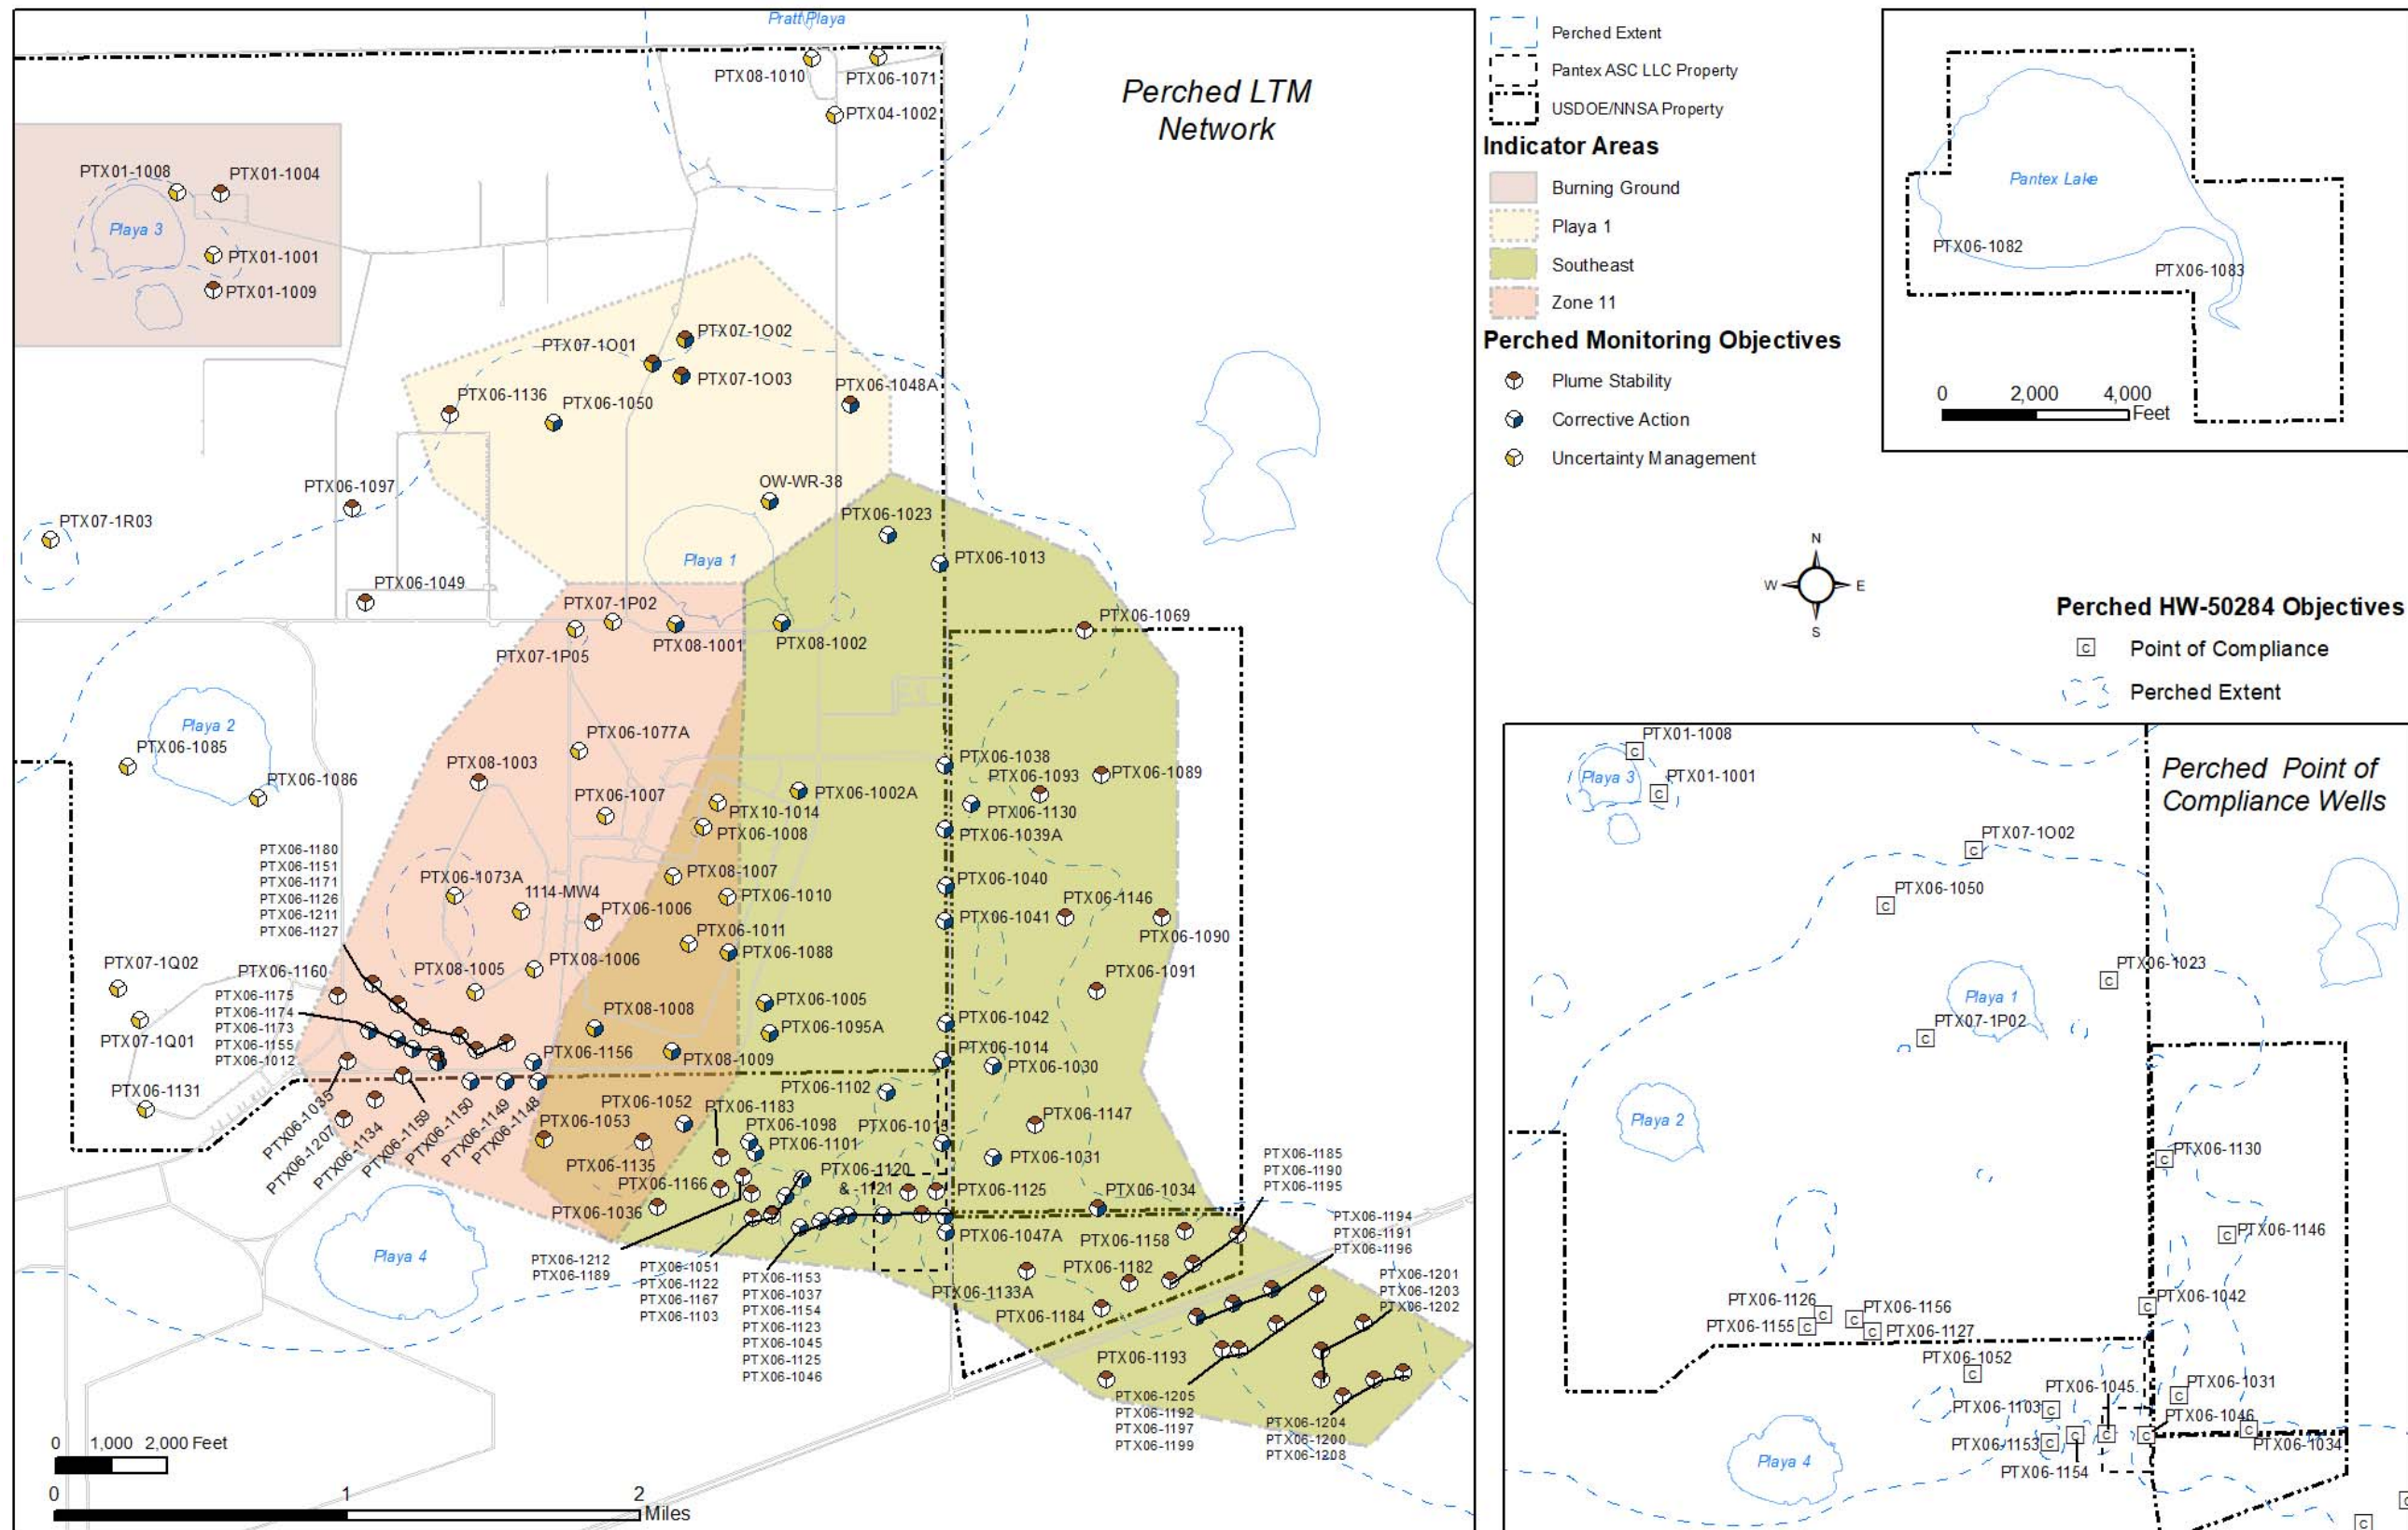 Pratt Playa
PTX08-1010
PTX06-1071
PTX04-1002
Perched LTM
Network
PTX01-1008
PTX01-1004
Playa 3
PTX01-1001
PTX01-1009
PTX07-1O02
PTX07-1O01
PTX07-1O03
PTX06-1048A
PTX06-1136
PTX06-1050
PTX06-1097
OW-WR-38
PTX07-1R03
PTX06-1023
Playa 1
PTX06-1013
PTX06-1049
PTX07-1P02
PTX06-1069
PTX07-1P05
PTX08-1001
PTX08-1002
Playa 2
PTX06-1085
PTX06-1086
PTX06-1077A
PTX08-1003
PTX06-1038
PTX06-1093
PTX06-1089
PTX06-1007
PTX06-1002A
PTX10-1014
PTX06-1130
PTX06-1008
PTX06-1039A
PTX06-1180
PTX06-1151
PTX06-1171
PTX06-1126
PTX06-1211
PTX06-1127
PTX06-1073A
PTX08-1007
PTX06-1040
1114-MW4
PTX06-1010
PTX06-1006
PTX06-1041
PTX06-1146
PTX06-1090
PTX06-1011
PTX06-1088
PTX07-1Q02
PTX06-1160
PTX08-1005
PTX08-1006
PTX06-1091
PTX06-1175
PTX06-1174
PTX06-1173
PTX06-1155
PTX06-1012
PTX06-1005
PTX08-1008
PTX06-1042
PTX06-1095A
PTX07-1Q01
PTX06-1156
PTX08-1009
PTX06-1014
PTX06-1030
PTX06-1131
PTX06-1102
PTX06-1035
PTX06-1207
PTX06-1134
PTX06-1159
PTX06-1150
PTX06-1149
PTX06-1148
PTX06-1052
PTX06-1183
PTX06-1053
PTX06-1098
PTX06-1015
PTX06-1147
PTX06-1101
PTX06-1135
PTX06-1031
PTX06-1185
PTX06-1190
PTX06-1195
PTX06-1166
PTX06-1120
& -1121
PTX06-1125
PTX06-1034
PTX06-1036
PTX06-1047A
PTX06-1158
PTX06-1194
PTX06-1191
PTX06-1196
Playa 4
PTX06-1212
PTX06-1189
PTX06-1051
PTX06-1122
PTX06-1167
PTX06-1103
PTX06-1153
PTX06-1037
PTX06-1154
PTX06-1123
PTX06-1045
PTX06-1125
PTX06-1046
PTX06-1182
PTX06-1133A
PTX06-1184
PTX06-1201
PTX06-1203
PTX06-1202
PTX06-1193
PTX06-1205
PTX06-1192
PTX06-1197
PTX06-1199
PTX06-1204
PTX06-1200
PTX06-1208
0 1,000 2,000 Feet
0 1 2
Miles
Perched Extent
Pantex ASC LLC Property
USDOE/NNSA Property
Indicator Areas
Burning Ground
Playa 1
Southeast
Zone 11
Perched Monitoring Objectives
Plume Stability
Corrective Action
Uncertainty Management
Pantex Lake
PTX06-1082
PTX06-1083
0 2,000 4,000
Feet
N
W E
S
Perched HW-50284 Objectives
C Point of Compliance
Perched Extent
Perched Point of
Compliance Wells
PTX01-1008
C
Playa 3
PTX01-1001
C
PTX07-1O02
C
PTX06-1050
C
PTX06-1023
C
Playa 1
PTX07-1P02
C
Playa 2
PTX06-1130
C
PTX06-1146
C
PTX06-1042
C
PTX06-1126
C
PTX06-1156
C
PTX06-1155
C
PTX06-1127
C
PTX06-1052
C
PTX06-1045
C
PTX06-1031
C
PTX06-1103
C
PTX06-1046
C
PTX06-1153
C
PTX06-1034
C
Playa 4
PTX06-1154
C
C